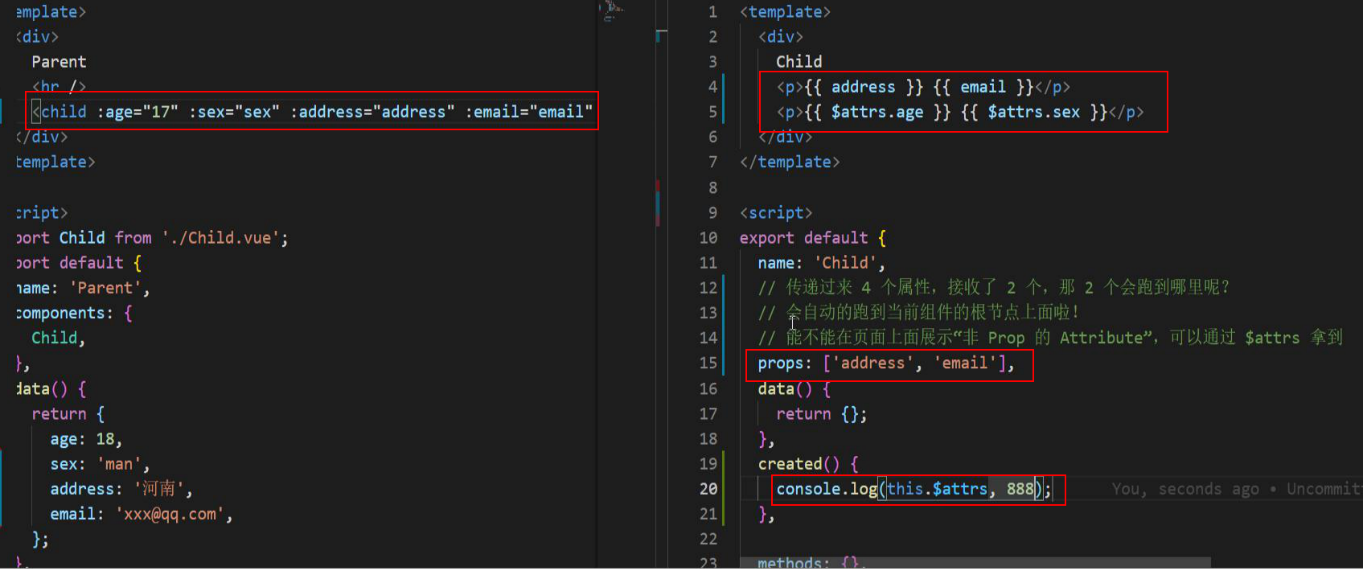 emplate>
<div>
Parent
<hr />
<child :age="17" :sex="sex" :address="address" :email="email"
</div>
template>
cript>
port Child from './Child.vue';
port default {
name: 'Parent',
components: {
Child,
},
data() {
return {
age: 18,
sex: 'man',
address: '河南',
email: 'xxx@qq.com',
};
},
1 <template>
2 <div>
3 Child
4 <p>{{ address }} {{ email }}</p>
5 <p>{{ $attrs.age }} {{ $attrs.sex }}</p>
6 </div>
7 </template>
8
9 <script>
10 export default {
11 name: 'Child',
12 // 传递过来 4 个属性，接收了 2 个，那 2 个会跑到哪里呢？
13 // 会自动的跑到当前组件的根节点上面啦！
14 // 能不能在页面上面展示“非 Prop 的 Attribute”，可以通过 $attrs 拿到
15 props: ['address', 'email'],
16 data() {
17 return {};
18 },
19 created() {
20 console.log(this.$attrs, 888); You, seconds ago • Uncommitt
21 },
22
23 methods: {},